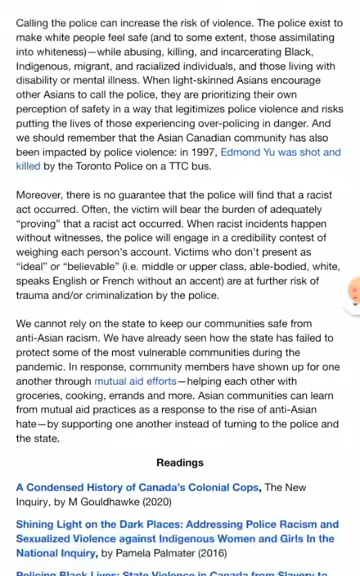 Calling the police can increase the risk of violence. The police exist to
make white people feel safe (and to some extent, those assimilating
into whiteness)—while abusing, killing, and incarcerating Black,
Indigenous, migrant, and racialized individuals, and those living with
disability or mental illness. When light-skinned Asians encourage
other Asians to call the police, they are prioritizing their own
perception of safety in a way that legitimizes police violence and risks
putting the lives of those experiencing over-policing in danger. And
we should remember that the Asian Canadian community has also
been impacted by police violence: in 1997, Edmond Yu was shot and
killed by the Toronto Police on a TTC bus.
Moreover, there is no guarantee that the police will find that a racist
act occurred. Often, the victim will bear the burden of adequately
“proving” that a racist act occurred. When racist incidents happen
without witnesses, the police will engage in a credibility contest of
weighing each person’s account. Victims who don’t present as
“ideal” or “believable” (i.e. middle or upper class, able-bodied, white,
speaks English or French without an accent) are at further risk of
trauma and/or criminalization by the police.
We cannot rely on the state to keep our communities safe from
anti-Asian racism. We have already seen how the state has failed to
protect some of the most vulnerable communities during the
pandemic. In response, community members have shown up for one
another through mutual aid efforts—helping each other with
groceries, cooking, errands and more. Asian communities can learn
from mutual aid practices as a response to the rise of anti-Asian
hate—by supporting one another instead of turning to the police and
the state.
Readings
A Condensed History of Canada’s Colonial Cops, The New
Inquiry, by M Gouldhawke (2020)
Shining Light on the Dark Places: Addressing Police Racism and
Sexualized Violence against Indigenous Women and Girls In the
National Inquiry, by Pamela Palmater (2016)
Policing Black Lives: State Violence in Canada from Slavery to